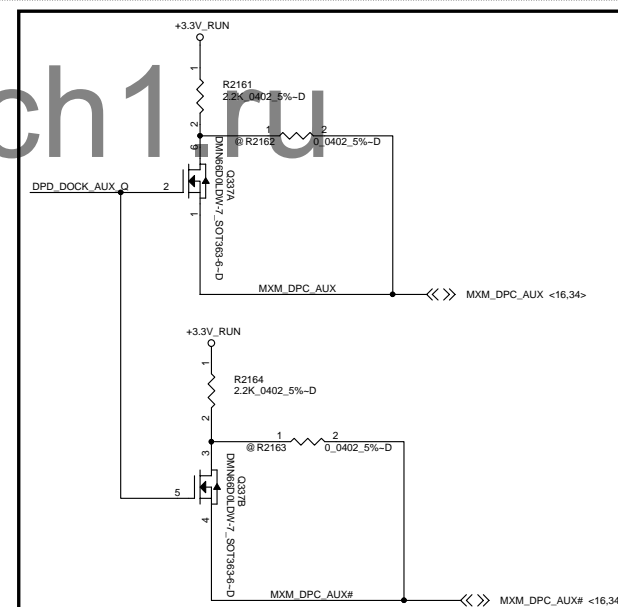 +3.3V_RUN
ch1.ru
1
R2161
2.2K_0402_5%~D
2
1
2
@R2162
0_0402_5%~D
6
DMN66D0LDW-7_SOT363-6~D
Q337A
DPD_DOCK_AUX_Q
2
1
MXM_DPC_AUX
MXM_DPC_AUX <16,34>
+3.3V_RUN
1
R2164
2.2K_0402_5%~D
2
1
2
@R2163
0_0402_5%~D
3
DMN66D0LDW-7_SOT363-6~D
Q337B
5
4
MXM_DPC_AUX#
MXM_DPC_AUX# <16,34